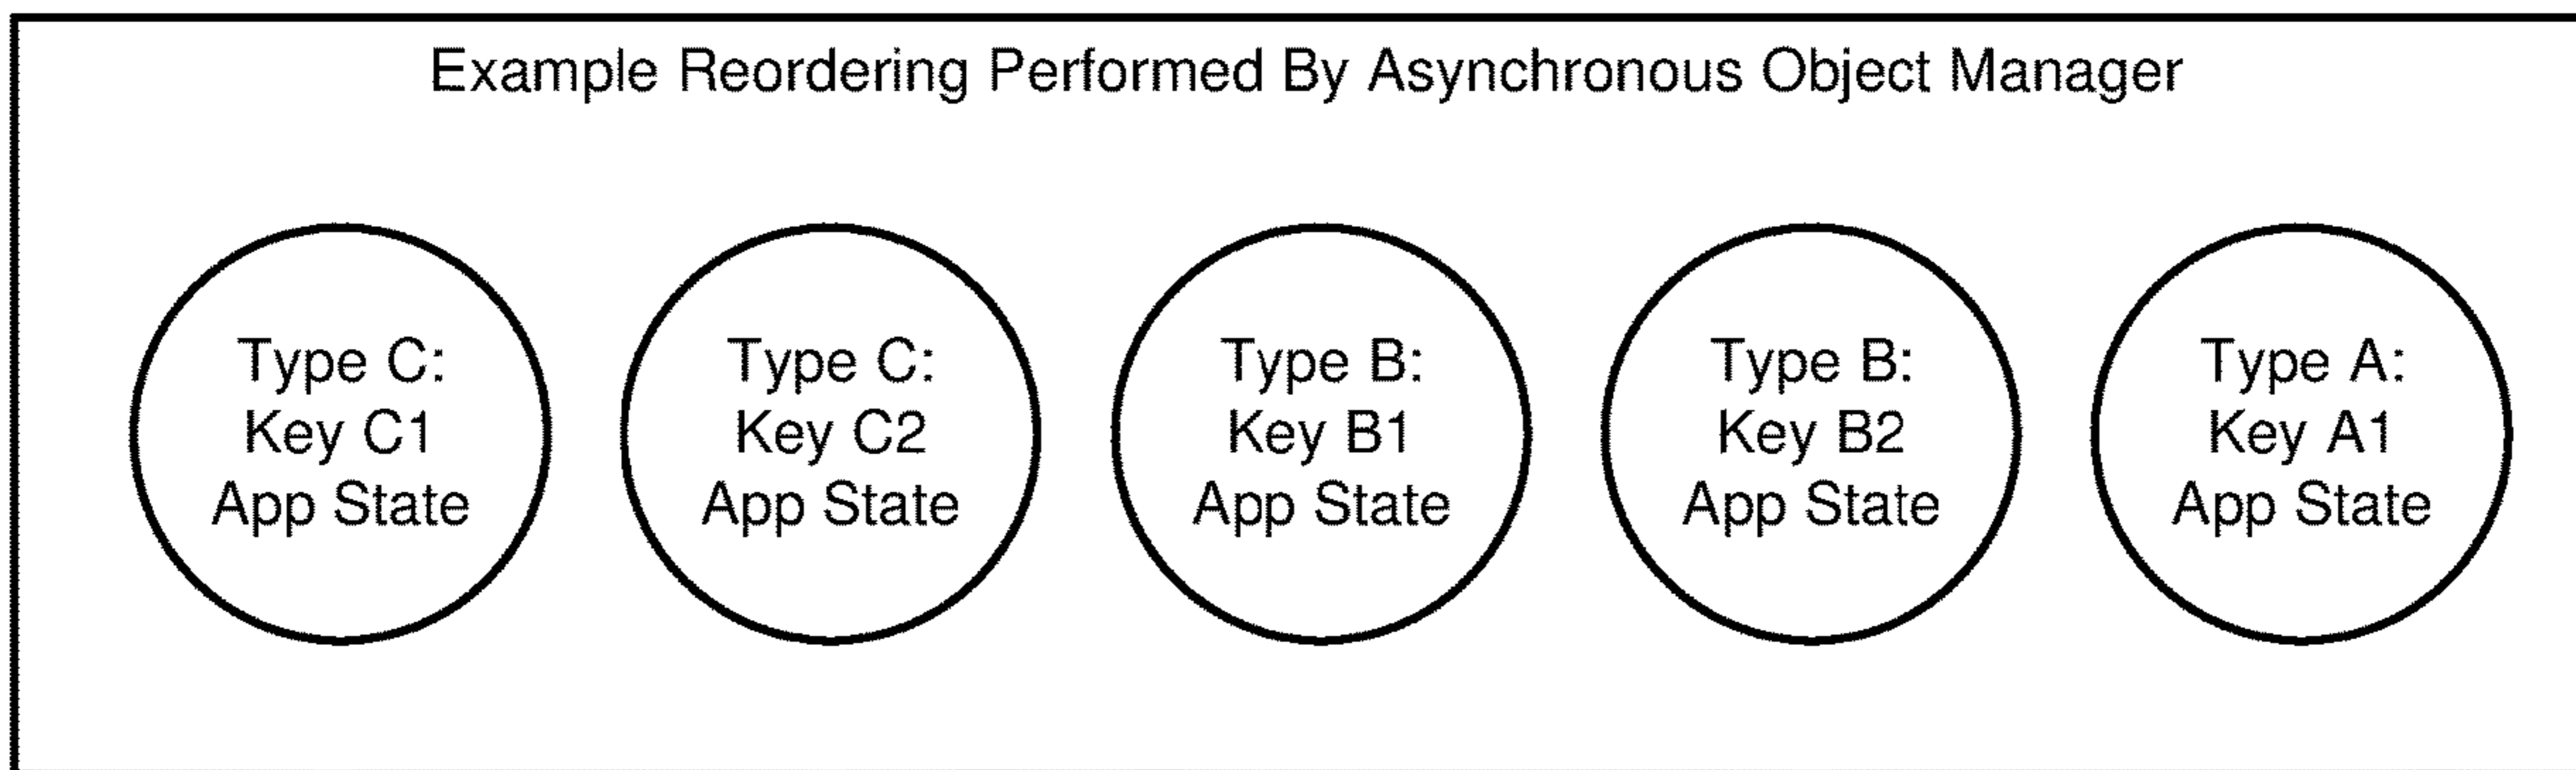 Example Reordering Performed By Asynchronous Object Manager
Type C:
Key C1
App State
Type C:
Key C2
App State
Type B:
Key B1
App State
Type B:
Key B2
App State
Type A:
Key A1
App State